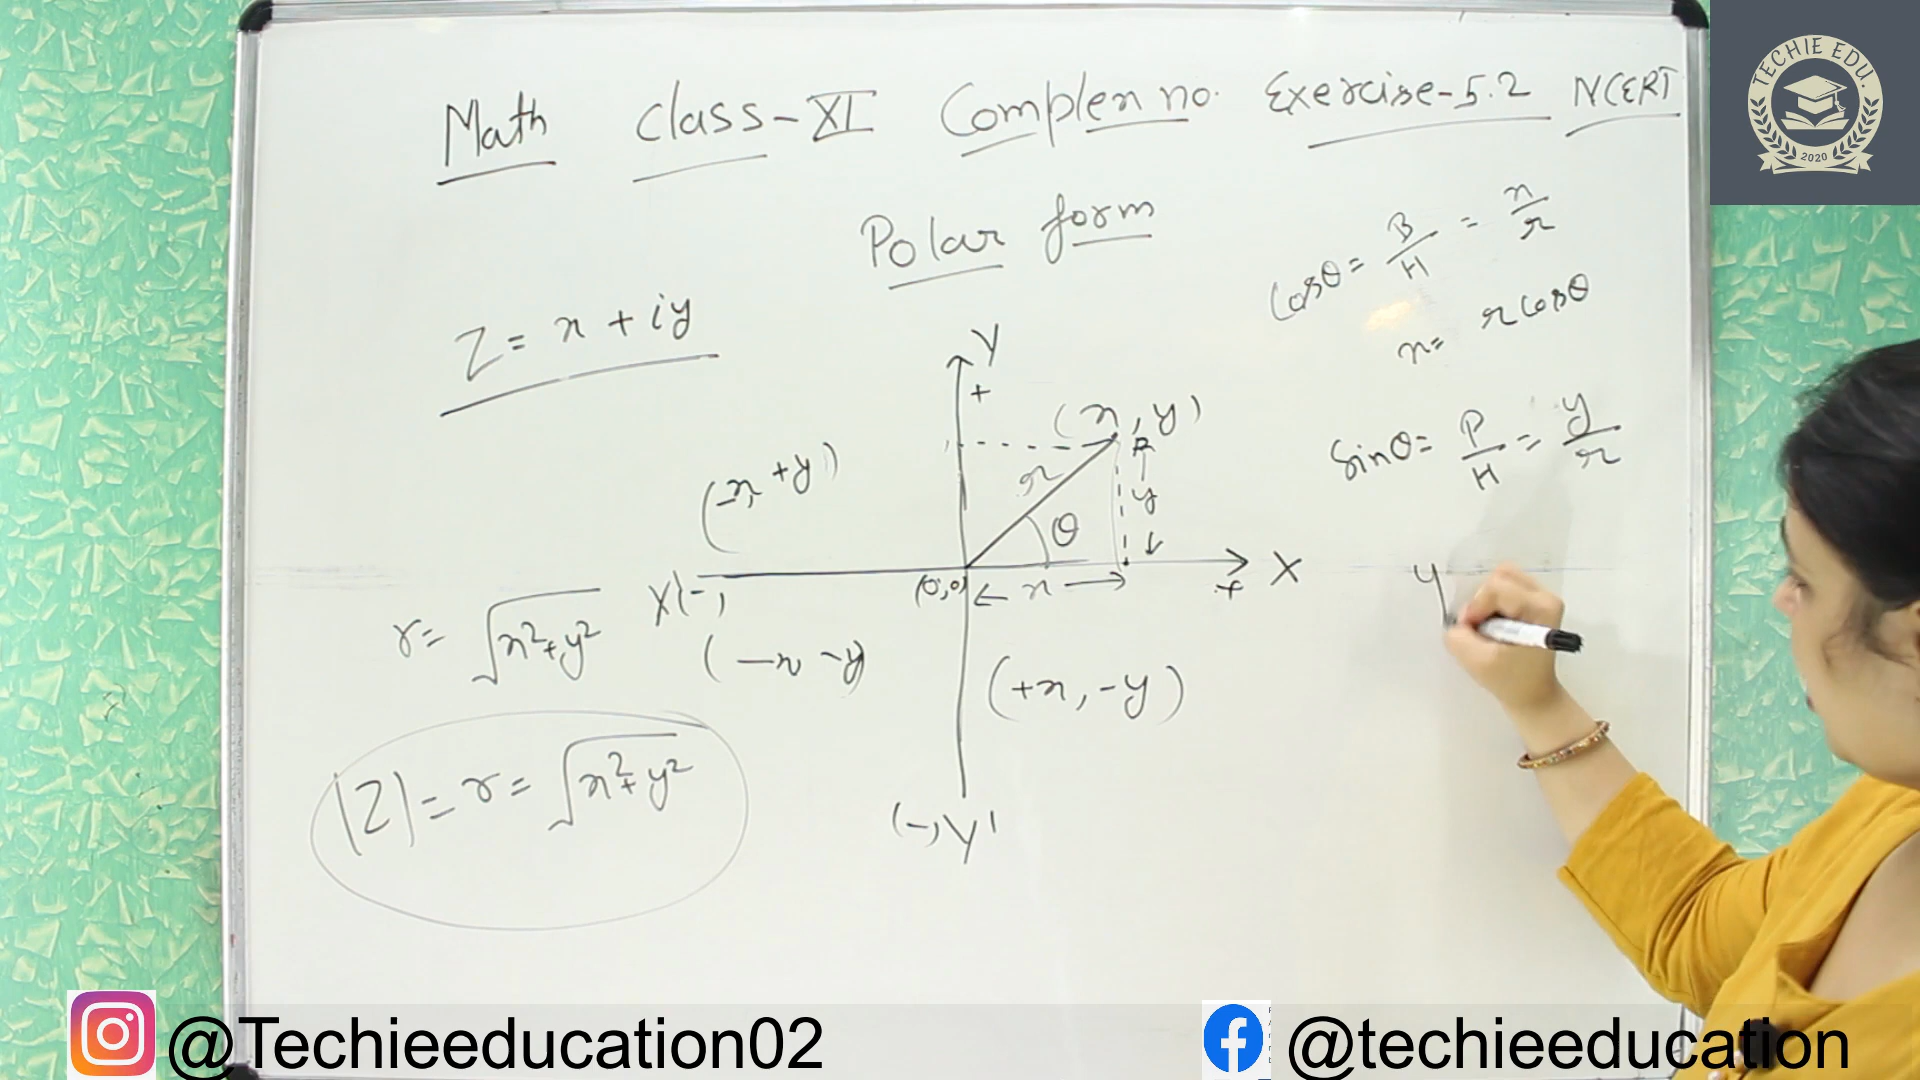 Math class-XI Complex no. Exercise-5.2 NCERT
TECHIE EDU.
2020
Polar form
Z = x + iy
cosθ = B/H = x/r
x = r cosθ
sinθ = P/H = y/r
y
Y
+
(x, y)
P
r
y
θ
(-x, +y)
X'(-)
(0,0)
x
+
X
r = √x²+y²
(-x -y)
(+x, -y)
|Z| = r = √x²+y²
(-)Y'
@Techieeducation02
@techieeducation